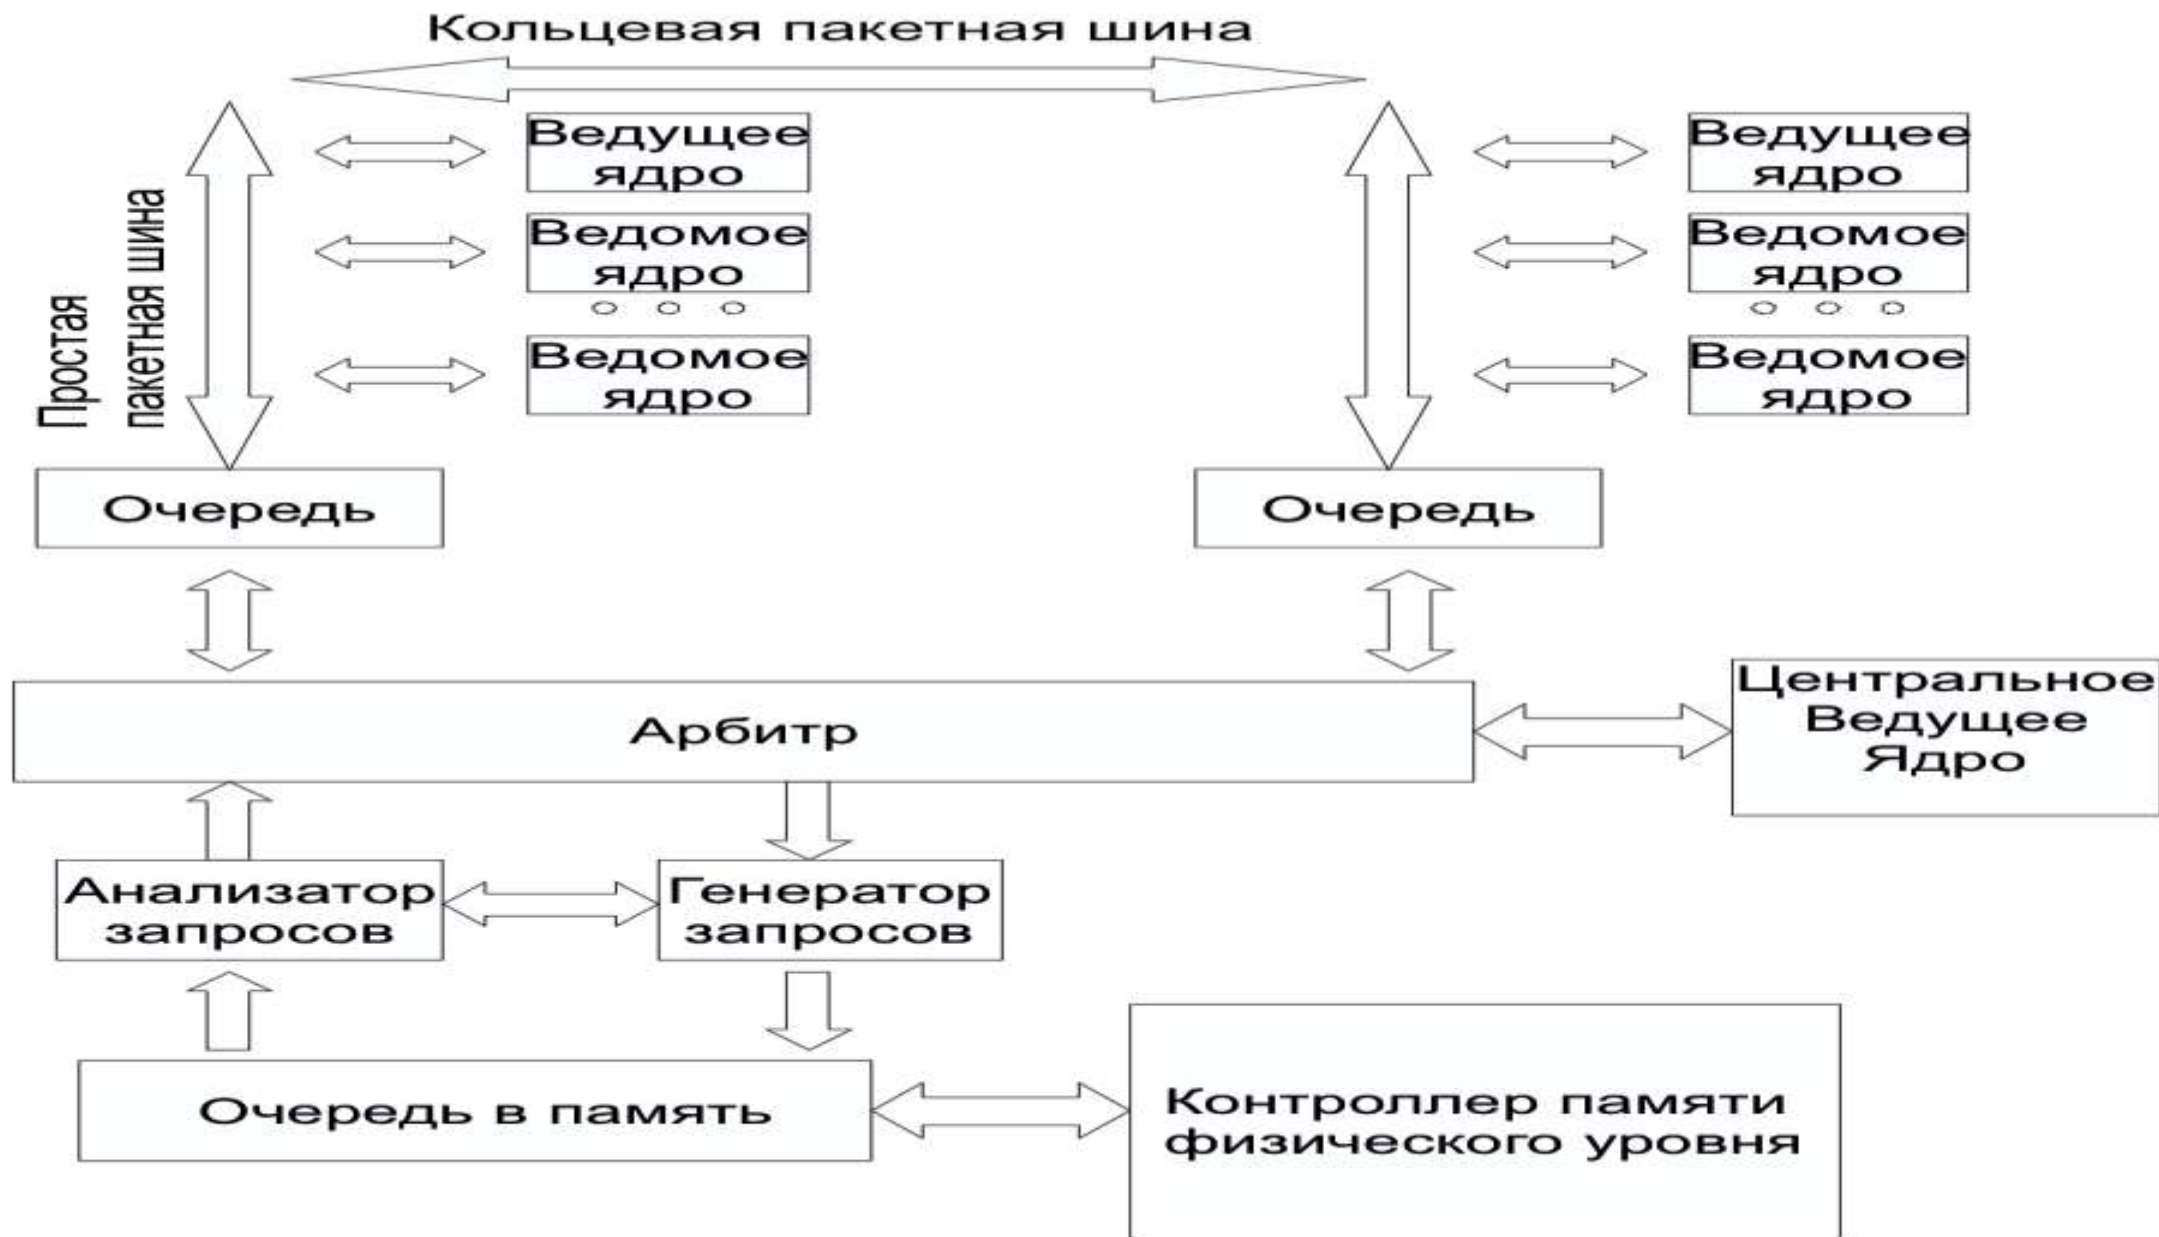 Кольцевая пакетная шина
Простая
пакетная шина
Ведущее
ядро
Ведомое
ядро
Ведомое
ядро
Ведущее
ядро
Ведомое
ядро
Ведомое
ядро
Очередь
Очередь
Арбитр
Центральное
Ведущее
Ядро
Анализатор
запросов
Генератор
запросов
Очередь в память
Контроллер памяти
физического уровня